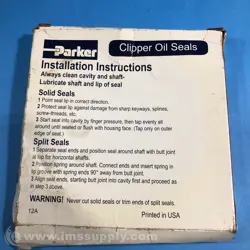 Parker
Clipper Oil Seals
Installation Instructions
Always clean cavity and shaft-
Lubricate shaft and lip of seal
Solid Seals
1 Point seal lip in correct direction.
2 Protect seal lip against damage from sharp keyways, splines,
screw-threads, etc.
3 Start seal into cavity by finger pressure, then tap evenly all
around until seated flush with housing face. (Tap only on outer
edge of seal.)
Split Seals
1 Separate seal ends and position seal around shaft with butt joint
at top for horizontal shafts.
2 Position spring around shaft. Connect ends and insert spring in
lip groove with spring ends 90° away from butt joint.
3 Align seal ends, starting butt joint into cavity first and proceed as
in step 3 above.
WARNING! Never cut solid seals or trim ends of split seals.
12A
Printed in USA
© www.imssupply.com